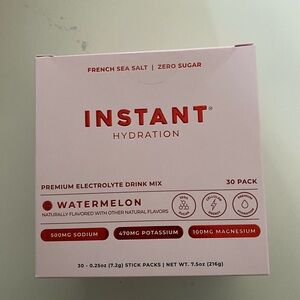 FRENCH SEA SALT | ZERO SUGAR
INSTANT®
HYDRATION
PREMIUM ELECTROLYTE DRINK MIX
30 PACK
WATERMELON
NATURALLY FLAVORED WITH OTHER NATURAL FLAVORS
500MG SODIUM
470MG POTASSIUM
100MG MAGNESIUM
30 - 0.25oz (7.2g) STICK PACKS | NET WT. 7.5oz (216g)